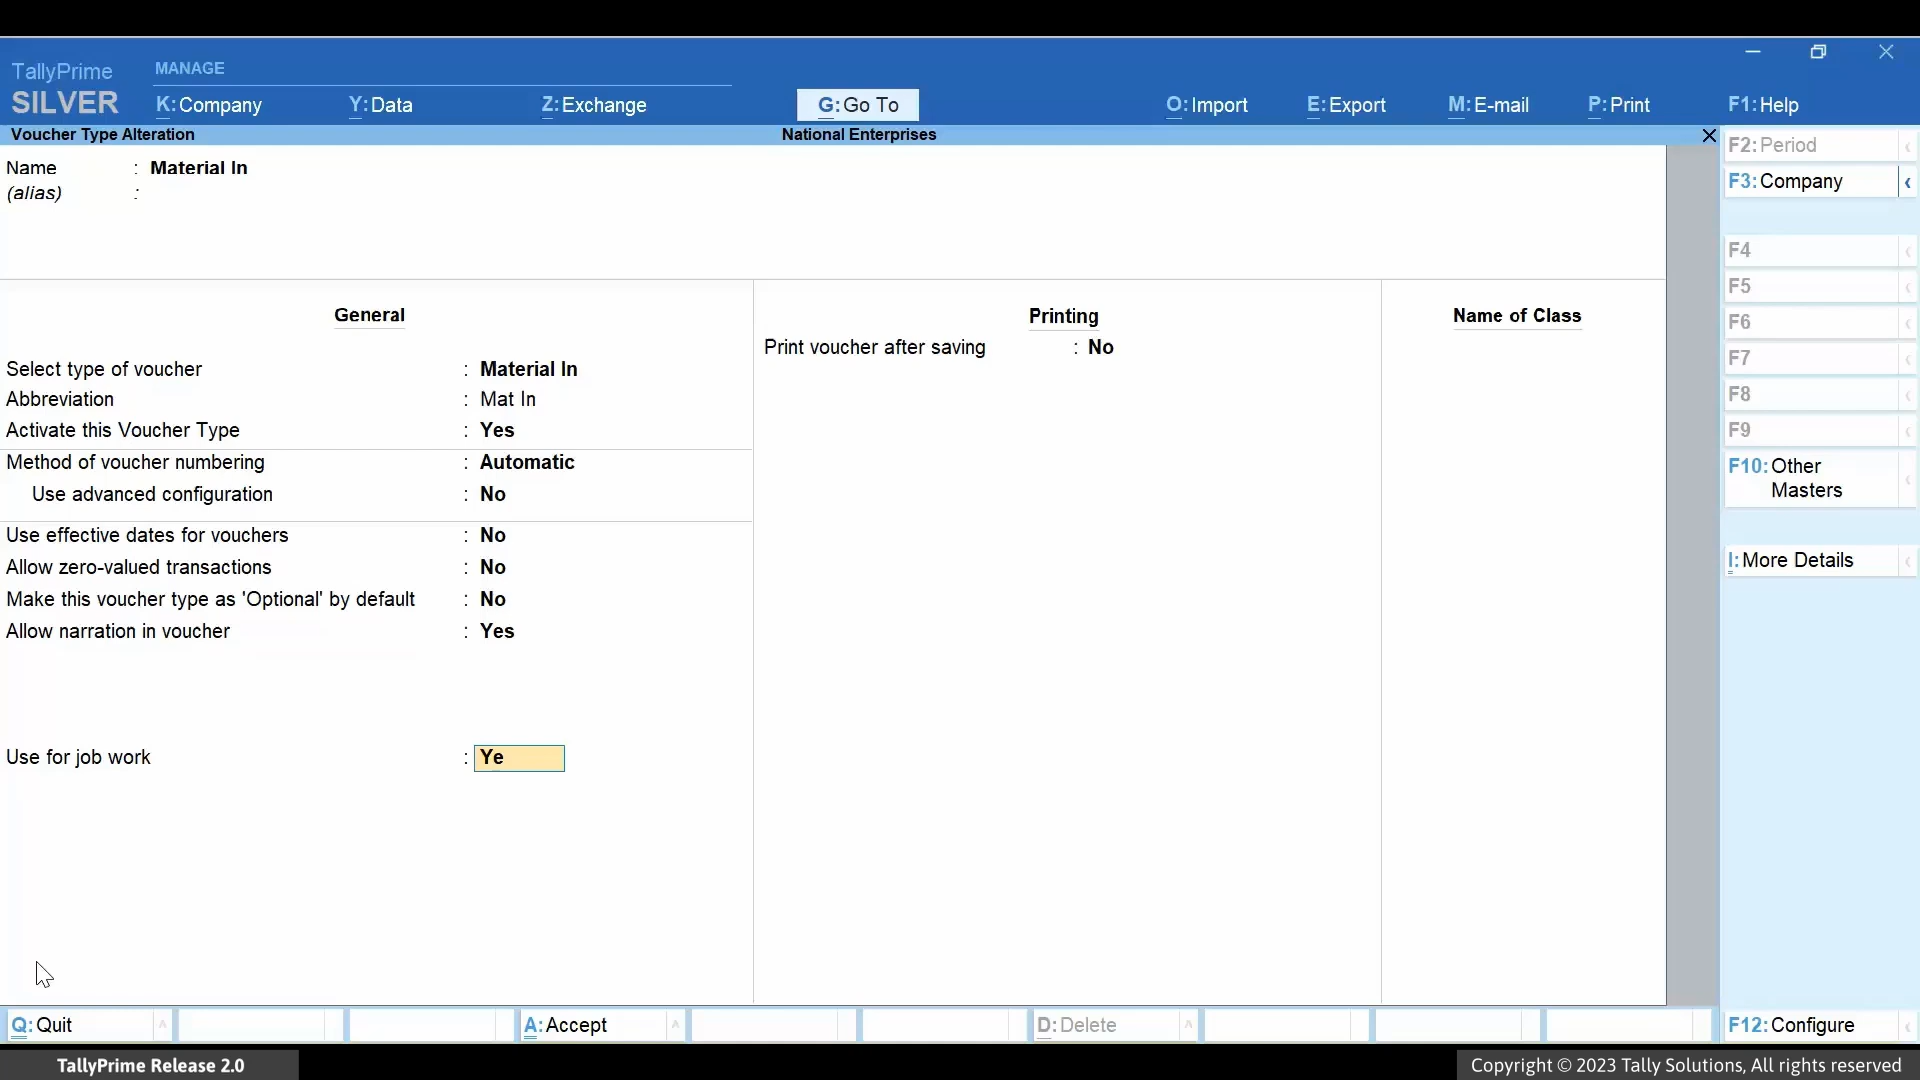 TallyPrime
SILVER
MANAGE
K:Company
Y:Data
Z:Exchange
G:Go To
O:Import
E:Export
M:E-mail
P:Print
F1:Help
Voucher Type Alteration
National Enterprises
Name : Material In
(alias) :
General
Select type of voucher : Material In
Abbreviation : Mat In
Activate this Voucher Type : Yes
Method of voucher numbering : Automatic
Use advanced configuration : No
Use effective dates for vouchers : No
Allow zero-valued transactions : No
Make this voucher type as 'Optional' by default : No
Allow narration in voucher : Yes
Use for job work : Ye
Printing
Print voucher after saving : No
Name of Class
F2:Period
F3:Company
F4
F5
F6
F7
F8
F9
F10:Other
Masters
I:More Details
F12:Configure
Q:Quit
A:Accept
D:Delete
TallyPrime Release 2.0
Copyright © 2023 Tally Solutions, All rights reserved